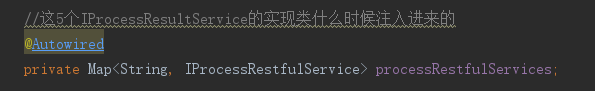 //这5个IProcessResultService的实现类什么时候注入进来的
@Autowired
private Map<String, IProcessRestfulService> processRestfulServices;